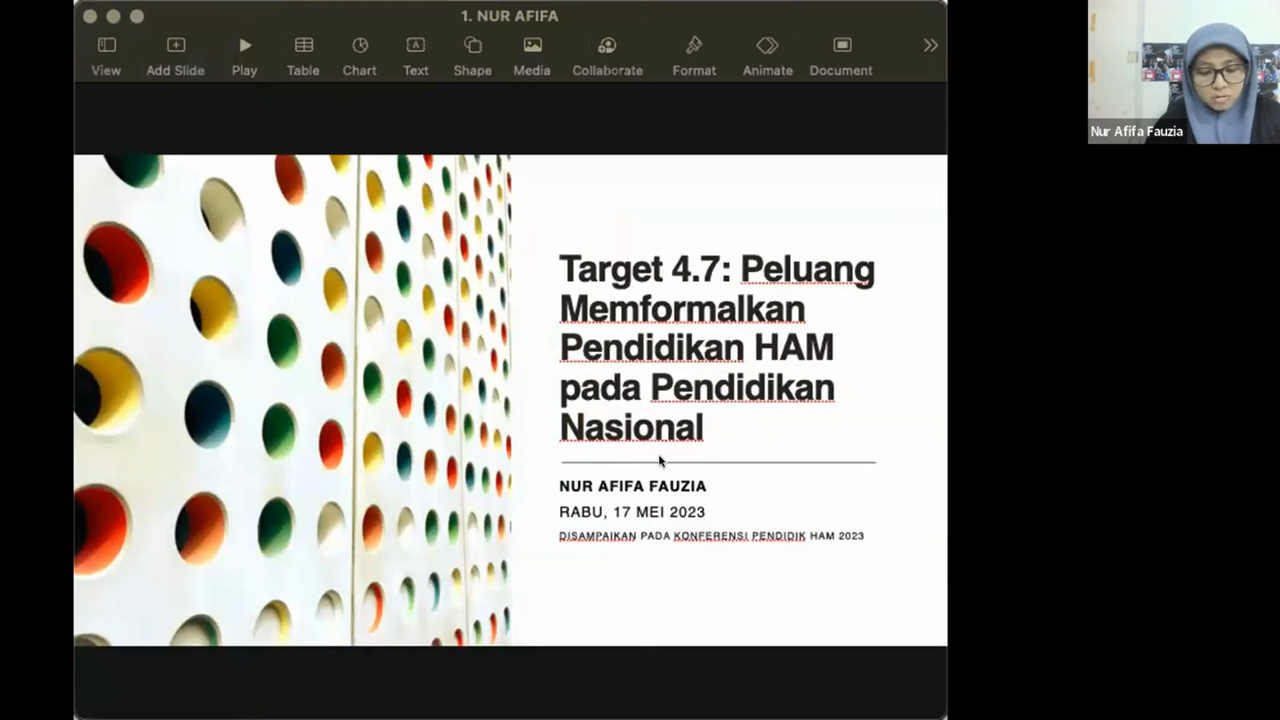 1. NUR AFIFA
View Add Slide Play Table Chart Text Shape Media Collaborate Format Animate Document
Nur Afifa Fauzia
Target 4.7: Peluang
Memformalkan
Pendidikan HAM
pada Pendidikan
Nasional
NUR AFIFA FAUZIA
RABU, 17 MEI 2023
DISAMPAIKAN PADA KONFERENSI PENDIDIK HAM 2023